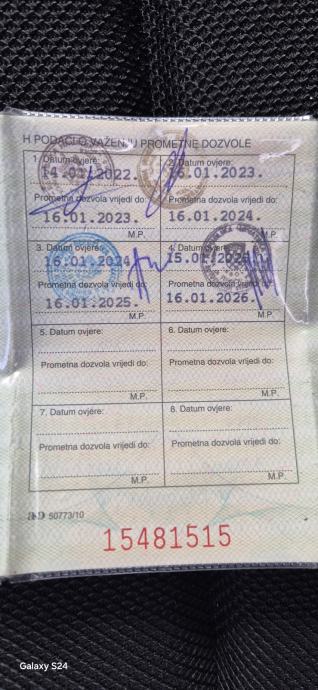 H PODACI O VAŽENJU PROMETNE DOZVOLE
1. Datum ovjere:
14.01.2022.
Prometna dozvola vrijedi do:
16.01.2023.
M.P.
2. Datum ovjere:
16.01.2023.
Prometna dozvola vrijedi do:
16.01.2024.
M.P.
3. Datum ovjere:
16.01.2024
Prometna dozvola vrijedi do:
16.01.2025.
M.P.
4. Datum ovjere:
15.01.2025
Prometna dozvola vrijedi do:
16.01.2026.
M.P.
5. Datum ovjere:
Prometna dozvola vrijedi do:
M.P.
6. Datum ovjere:
Prometna dozvola vrijedi do:
M.P.
7. Datum ovjere:
Prometna dozvola vrijedi do:
M.P.
8. Datum ovjere:
Prometna dozvola vrijedi do:
M.P.
50773/10
15481515
Galaxy S24